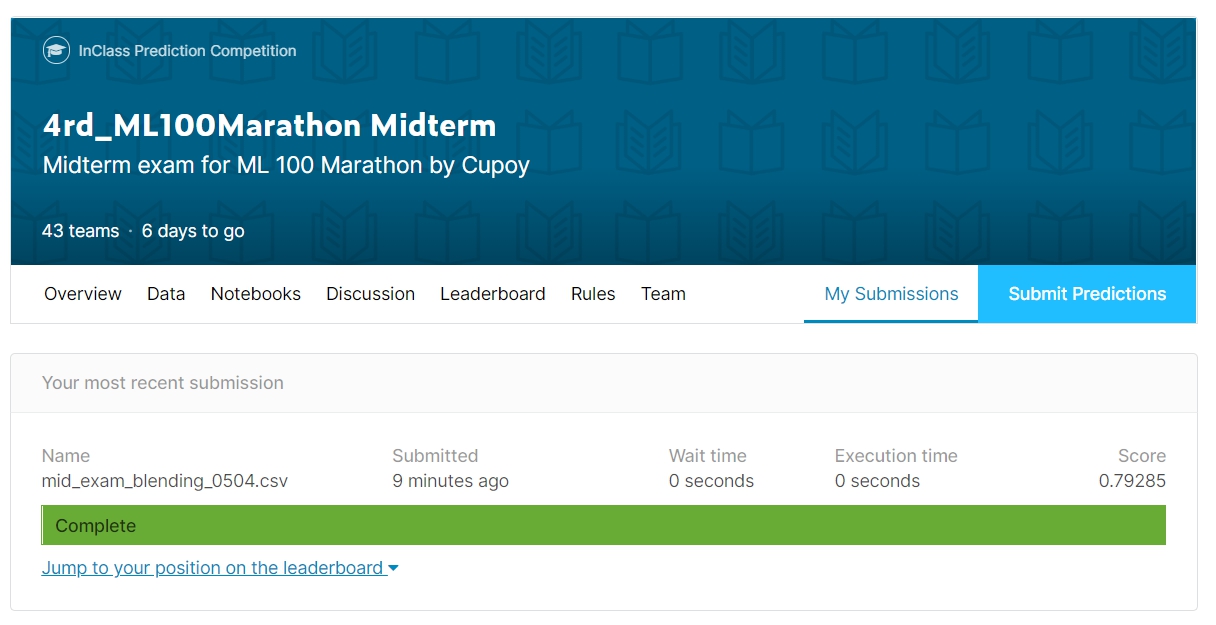 InClass Prediction Competition
4rd_ML100Marathon Midterm
Midterm exam for ML 100 Marathon by Cupoy
43 teams · 6 days to go
Overview Data Notebooks Discussion Leaderboard Rules Team My Submissions Submit Predictions
Your most recent submission
Name Submitted Wait time Execution time Score
mid_exam_blending_0504.csv 9 minutes ago 0 seconds 0 seconds 0.79285
Complete
Jump to your position on the leaderboard